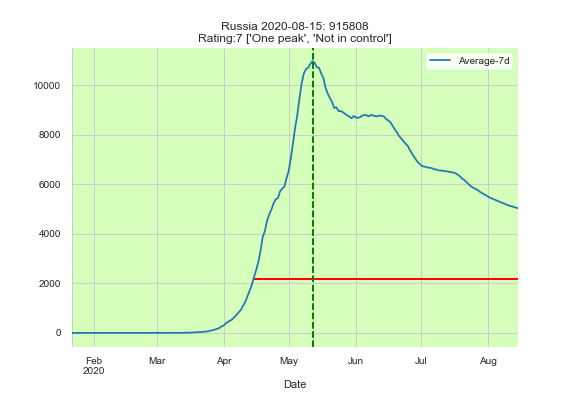 Russia 2020-08-15: 915808
Rating:7 ['One peak', 'Not in control']
Average-7d
10000
8000
6000
4000
2000
0
Feb Mar Apr May Jun Jul Aug
2020
Date